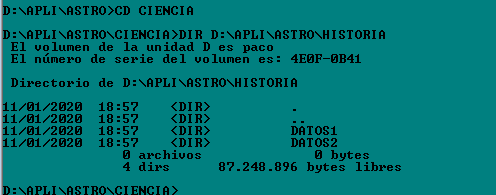 D:\APLI\ASTRO>CD CIENCIA
D:\APLI\ASTRO\CIENCIA>DIR D:\APLI\ASTRO\HISTORIA
El volumen de la unidad D es paco
El número de serie del volumen es: 4E0F-0B41
Directorio de D:\APLI\ASTRO\HISTORIA
11/01/2020  18:57    <DIR>          .
11/01/2020  18:57    <DIR>          ..
11/01/2020  18:57    <DIR>          DATOS1
11/01/2020  18:57    <DIR>          DATOS2
0 archivos              0 bytes
4 dirs      87.248.896 bytes libres
D:\APLI\ASTRO\CIENCIA>